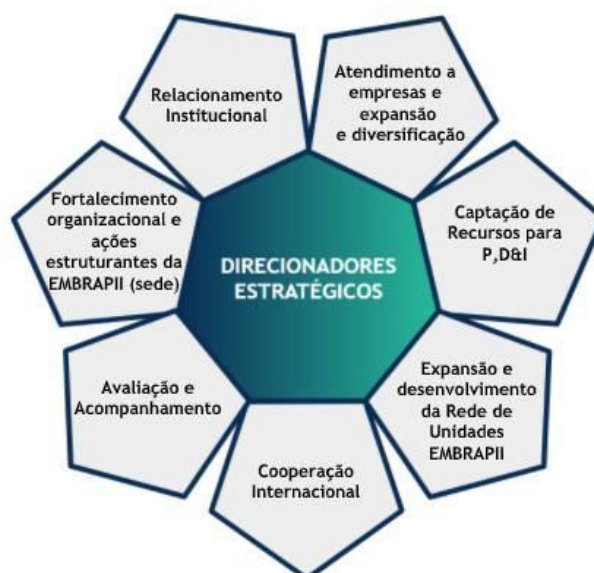 Relacionamento
Institucional
Atendimento a
empresas e
expansão
e diversificação
Fortalecimento
organizacional e
ações
estruturantes da
EMBRAPII (sede)
DIRECIONADORES
ESTRATÉGICOS
Captação de
Recursos para
P,D&I
Avaliação e
Acompanhamento
Expansão e
desenvolvimento
da Rede de
Unidades
EMBRAPII
Cooperação
Internacional